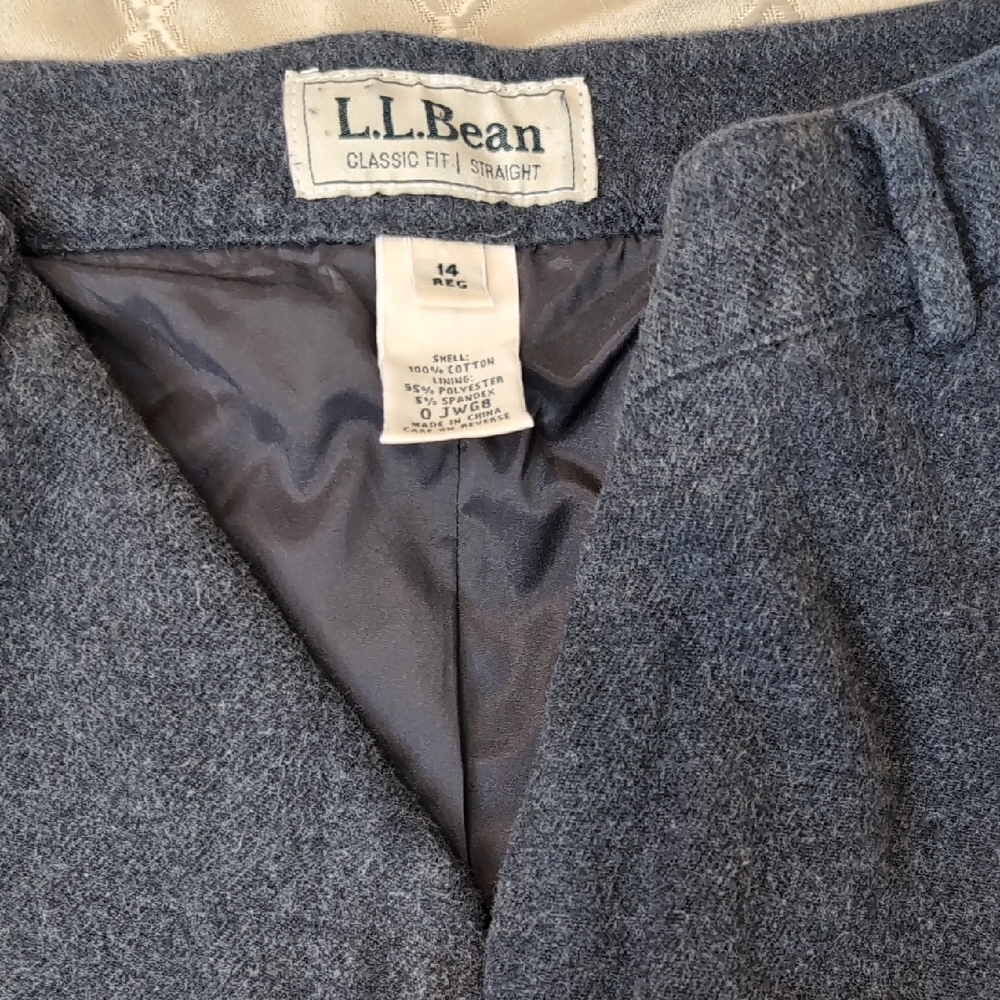 L.L.Bean
CLASSIC FIT | STRAIGHT
14
REG
SHELL:
100% COTTON
LINING:
95% POLYESTER
5% SPANDEX
0 JWG8
MADE IN CHINA
CARE ON REVERSE